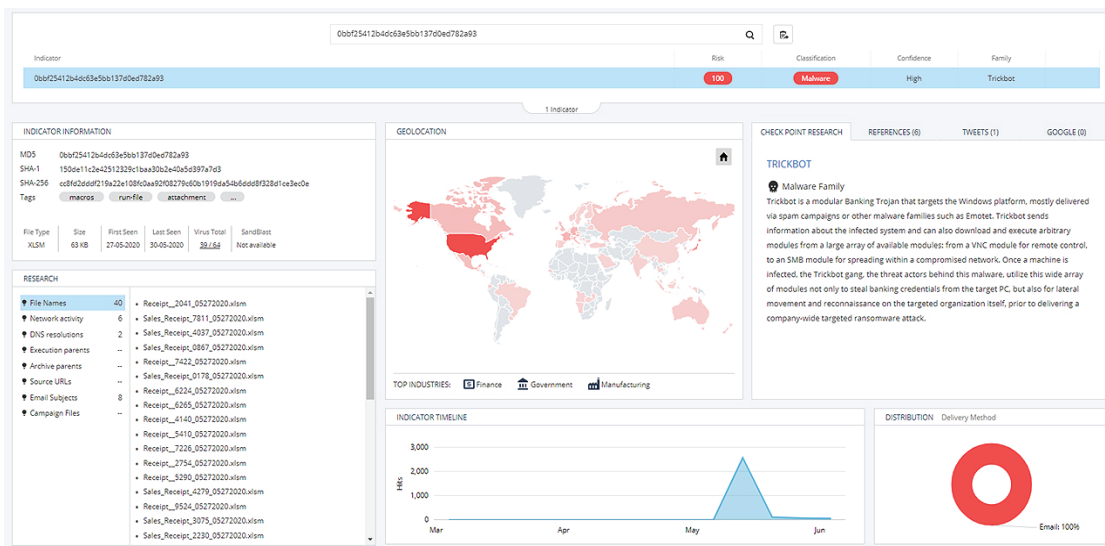 0bbf25412b4dc63e5bb137d0ed782a93
Indicator Risk Classification Confidence Family
0bbf25412b4dc63e5bb137d0ed782a93 100 Malware High Trickbot
1 Indicator
INDICATOR INFORMATION
MD5 0bbf25412b4dc63e5bb137d0ed782a93
SHA-1 150de11c2e42512329c1baa30b2e40a5d397a7d3
SHA-256 cc8fd2dddf219a22e108fc0aa92f08279c60b1919da54b6ddd8f328d1ce3ec0e
Tags macros run-file attachment ...
File Type Size First Seen Last Seen Virus Total SandBlast
XLSM 63 KB 27-05-2020 30-05-2020 39 / 64 Not available
RESEARCH
File Names 40
Network activity 6
DNS resolutions 2
Execution parents --
Archive parents --
Source URLs --
Email Subjects 8
Campaign Files --
Receipt__2041_05272020.xlsm
Sales_Receipt_7811_05272020.xlsm
Sales_Receipt_4037_05272020.xlsm
Sales_Receipt_0867_05272020.xlsm
Receipt__7422_05272020.xlsm
Sales_Receipt_0178_05272020.xlsm
Receipt__6224_05272020.xlsm
Receipt__6265_05272020.xlsm
Receipt__4140_05272020.xlsm
Receipt__5410_05272020.xlsm
Receipt__7226_05272020.xlsm
Receipt__2754_05272020.xlsm
Receipt__5290_05272020.xlsm
Sales_Receipt_4279_05272020.xlsm
Receipt__9524_05272020.xlsm
Sales_Receipt_3075_05272020.xlsm
Sales_Receipt_2230_05272020.xlsm
GEOLOCATION
TOP INDUSTRIES: Finance Government Manufacturing
CHECK POINT RESEARCH REFERENCES (6) TWEETS (1) GOOGLE (0)
TRICKBOT
Malware Family
Trickbot is a modular Banking Trojan that targets the Windows platform, mostly delivered
via spam campaigns or other malware families such as Emotet. Trickbot sends
information about the infected system and can also download and execute arbitrary
modules from a large array of available modules: from a VNC module for remote control,
to an SMB module for spreading within a compromised network. Once a machine is
infected, the Trickbot gang, the threat actors behind this malware, utilize this wide array
of modules not only to steal banking credentials from the target PC, but also for lateral
movement and reconnaissance on the targeted organization itself, prior to delivering a
company-wide targeted ransomware attack.
INDICATOR TIMELINE
Hits
3,000
2,000
1,000
0
Mar Apr May Jun
DISTRIBUTION Delivery Method
Email: 100%